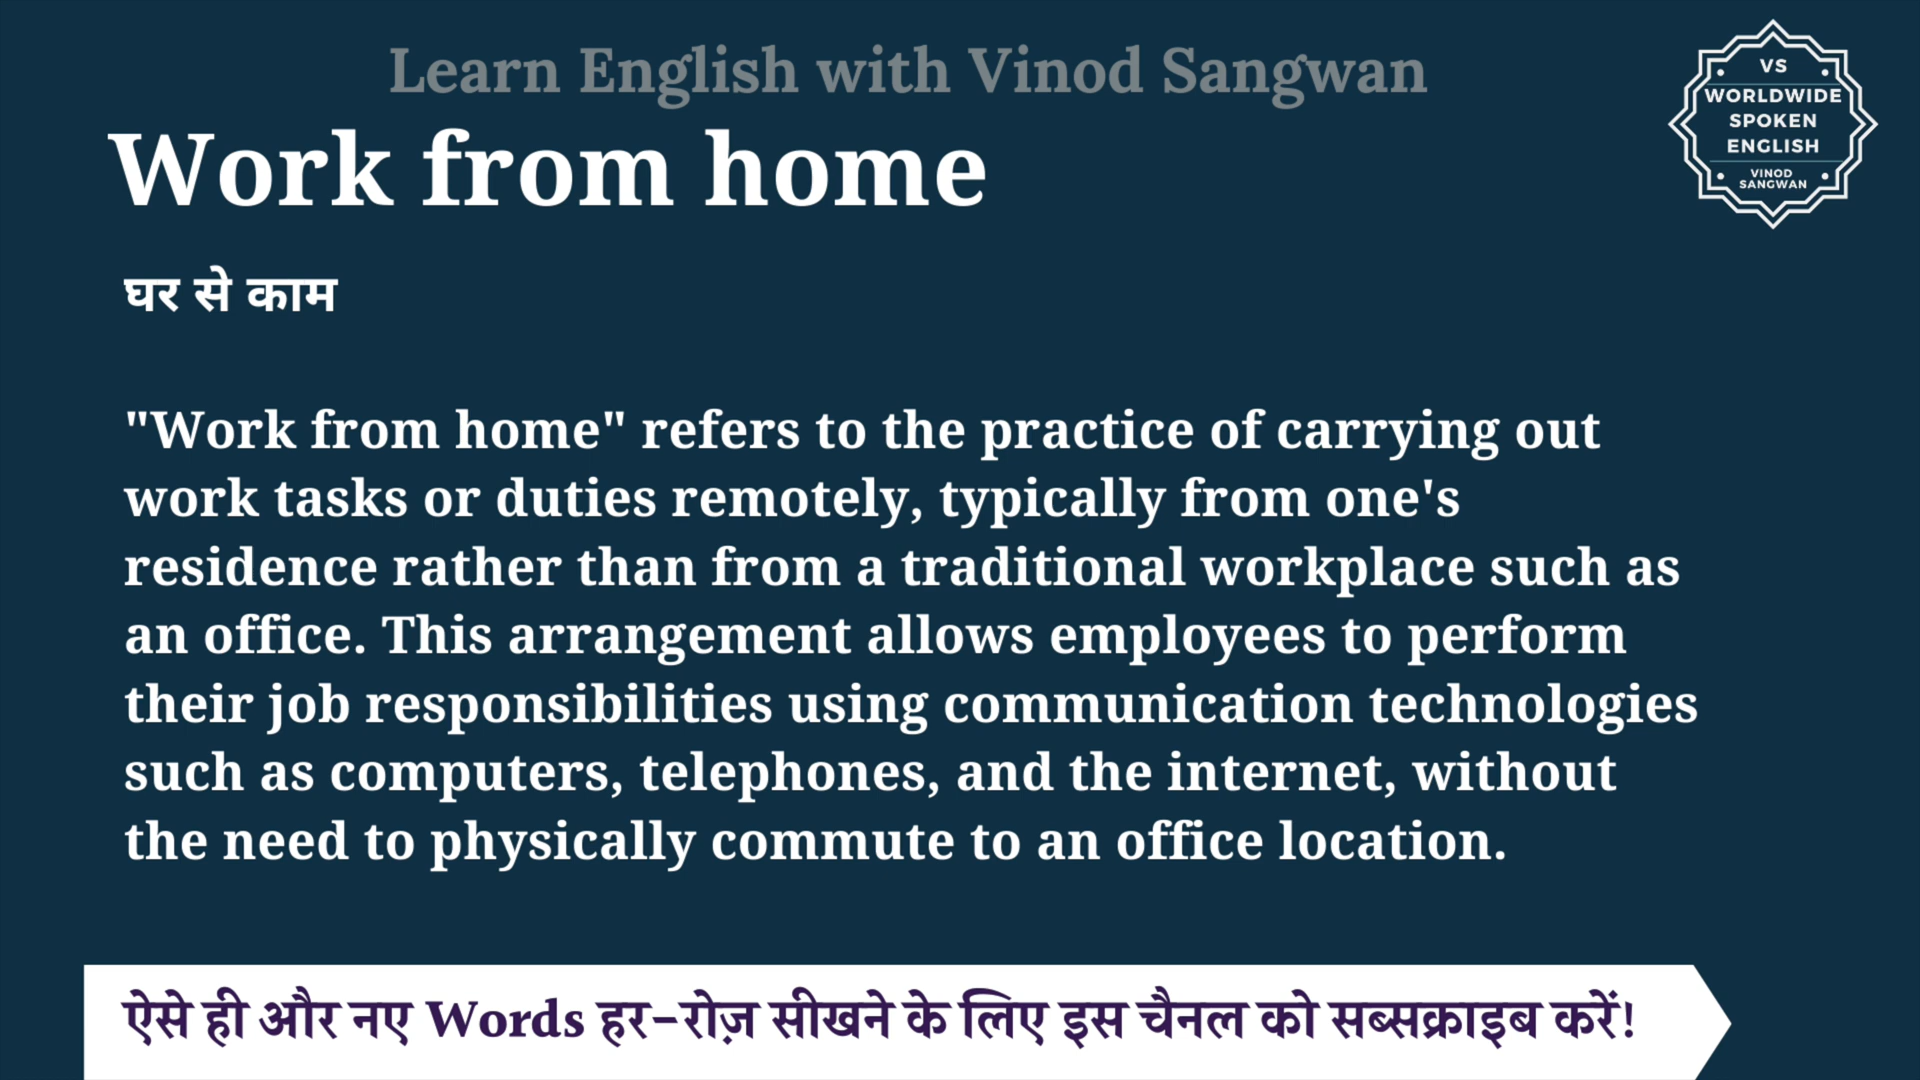 Learn English with Vinod Sangwan
VS
WORLDWIDE
SPOKEN
ENGLISH
VINOD
SANGWAN
Work from home
घर से काम
"Work from home" refers to the practice of carrying out
work tasks or duties remotely, typically from one's
residence rather than from a traditional workplace such as
an office. This arrangement allows employees to perform
their job responsibilities using communication technologies
such as computers, telephones, and the internet, without
the need to physically commute to an office location.
ऐसे ही और नए Words हर-रोज़ सीखने के लिए इस चैनल को सब्सक्राइब करें!